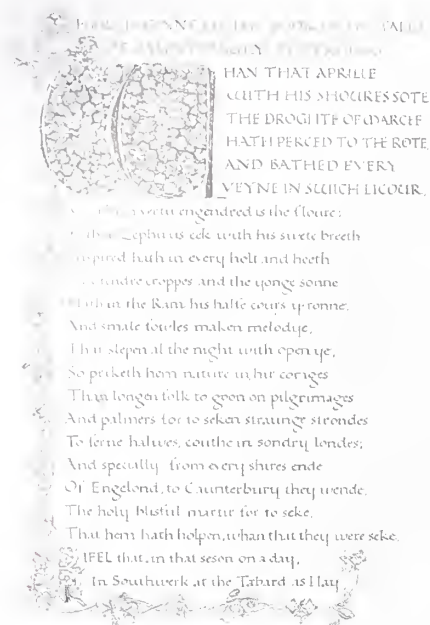 HAN THAT APRILLE
WITH HIS SHOURES SOTE
THE DROGHTE OF MARCHE
HATH PERCED TO THE ROTE,
AND BATHED EVERY
VEYNE IN SWICH LICOUR,
vertu engendred is the flour;
Zephirus eek with his swete breeth
hath in every holt and heeth
croppes and the yonge sonne
in the Ram his halfe cours y-ronne,
And smale fowles maken melodye,
That slepen al the night with open ye,
So priketh hem nature in hir corages
Than longen folk to goon on pilgrimages
And palmers for to seken straunge strondes
To ferne halwes, couthe in sondry londes;
And specially, from every shires ende
Of Engelond, to Caunterbury they wende,
The holy blisful martir for to seke,
That hem hath holpen, whan that they were seke.
IFEL that, in that seson on a day,
In Southwerk at the Tabard as I lay